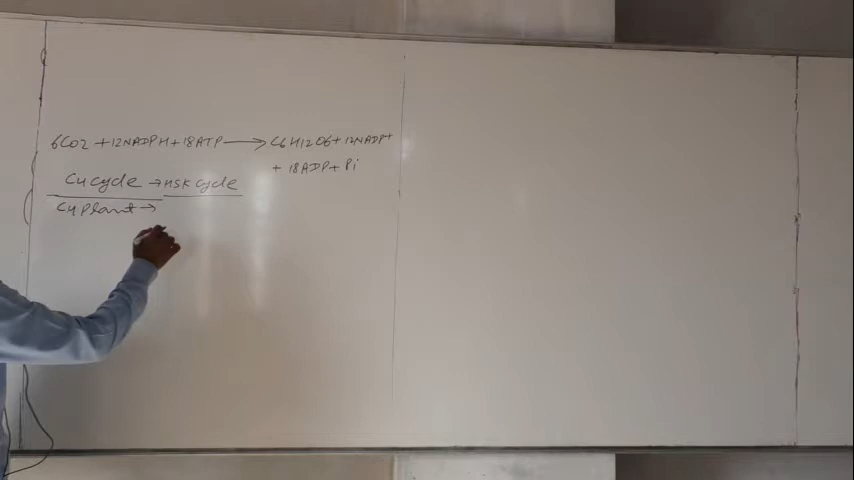 6CO2 + 12NADPH + 18ATP → C6H12O6 + 12NADP+
+ 18ADP + Pi
C4 cycle → HSK cycle
C4 Plant →